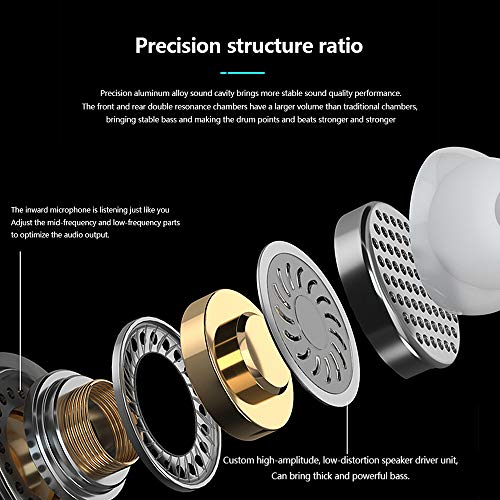 Precision structure ratio
Precision aluminum alloy sound cavity brings more stable sound quality performance.
The front and rear double resonance chambers have a larger volume than traditional chambers,
bringing stable bass and making the drum points and beats stronger and stronger
The inward microphone is listening just like you
Adjust the mid-frequency and low-frequency parts
to optimize the audio output.
Custom high-amplitude, low-distortion speaker driver unit,
Can bring thick and powerful bass.